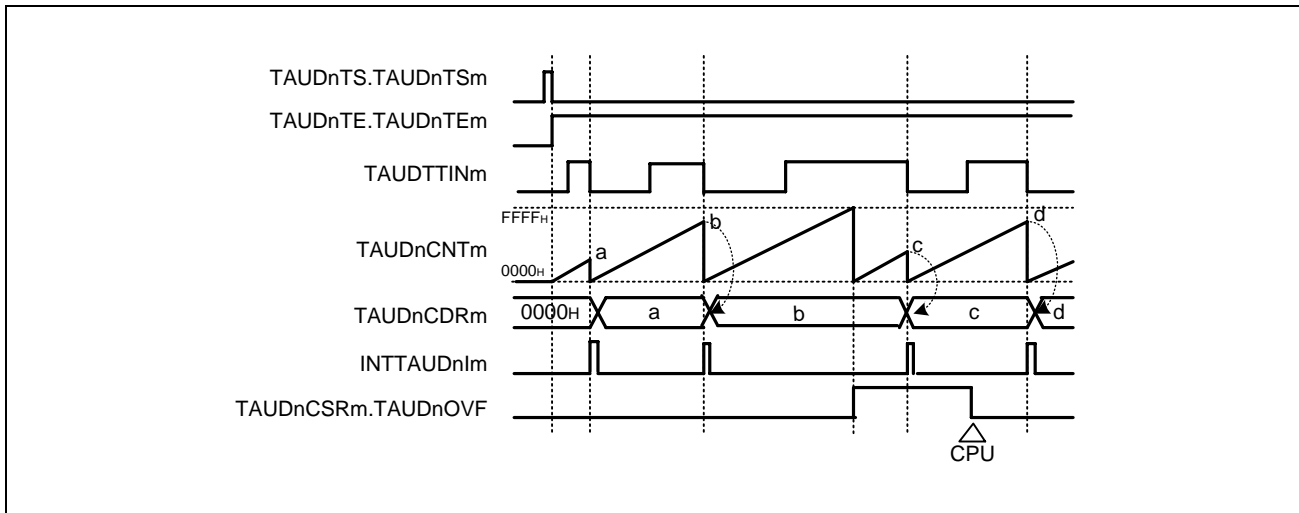 TAUDnTS.TAUDnTSm
TAUDnTE.TAUDnTEm
TAUDTTINm
FFFFH
TAUDnCNTm
0000H
a
b
c
d
TAUDnCDRm
0000H
a
b
c
d
INTTAUDnIm
TAUDnCSRm.TAUDnOVF
CPU